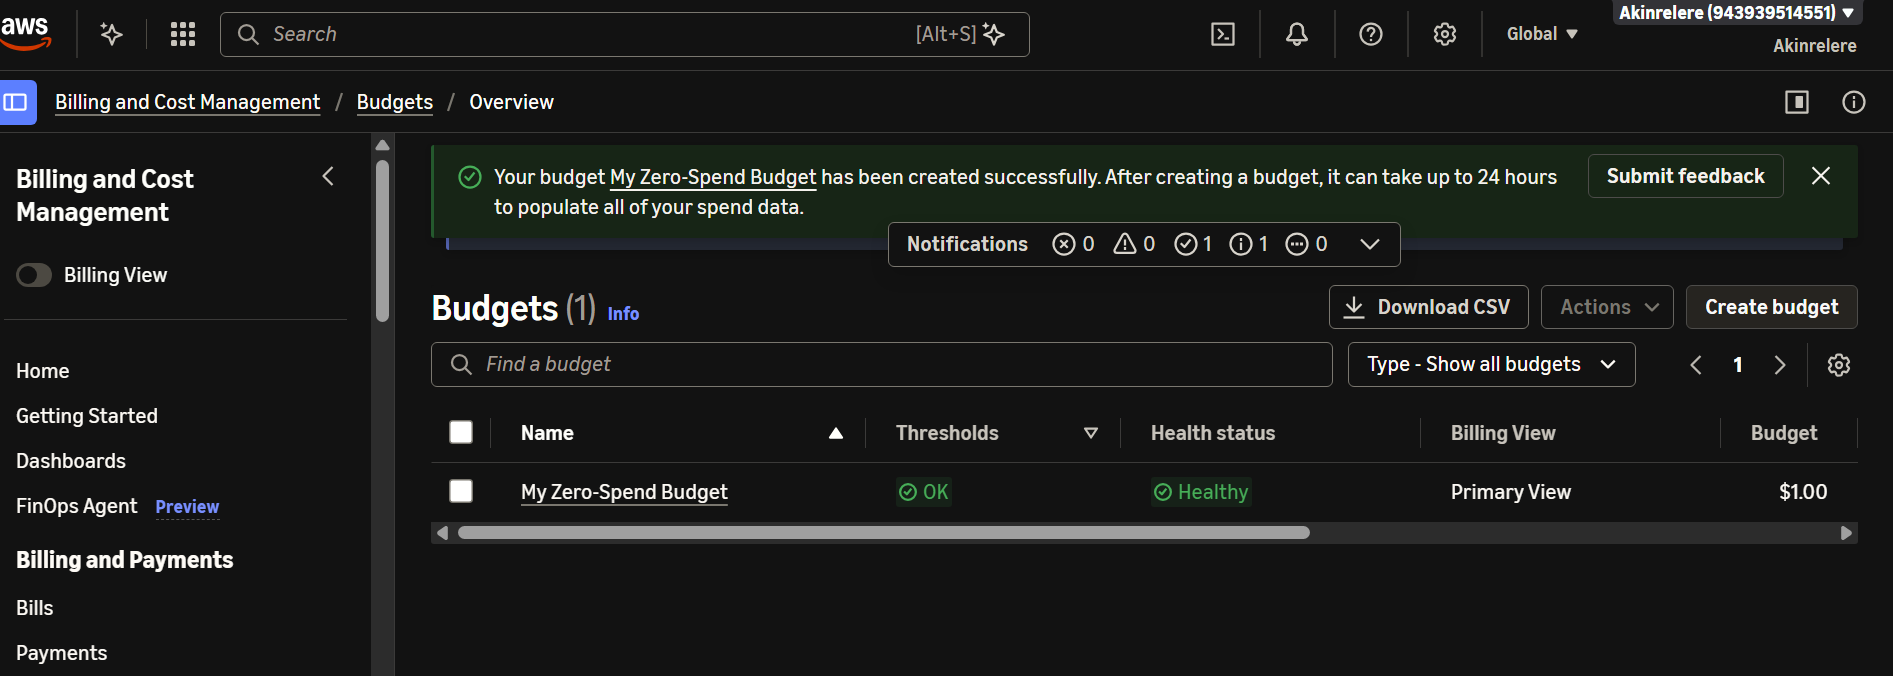 aws
Search [Alt+S]
Global
Akinrelere (943939514551)
Akinrelere
Billing and Cost Management / Budgets / Overview
Billing and Cost
Management
Billing View
Home
Getting Started
Dashboards
FinOps Agent Preview
Billing and Payments
Bills
Payments
Your budget My Zero-Spend Budget has been created successfully. After creating a budget, it can take up to 24 hours
to populate all of your spend data.
Submit feedback
Notifications 0 0 1 1 0
Budgets (1) Info
Download CSV
Actions
Create budget
Find a budget
Type - Show all budgets
1
Name Thresholds Health status Billing View Budget
My Zero-Spend Budget OK Healthy Primary View $1.00